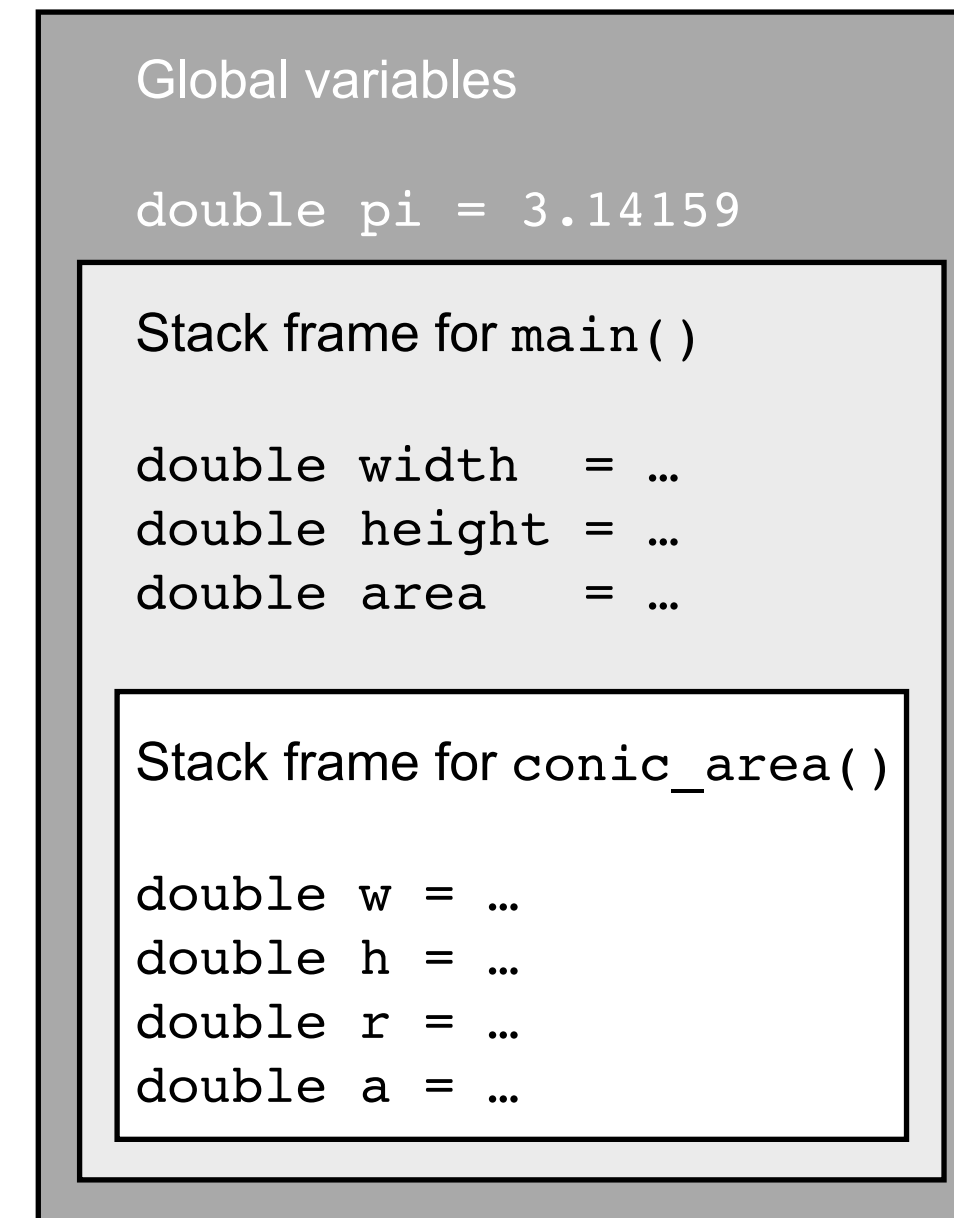 Global variables
double pi = 3.14159
Stack frame for main()
double width  = …
double height = …
double area   = …
Stack frame for conic_area()
double w = …
double h = …
double r = …
double a = …